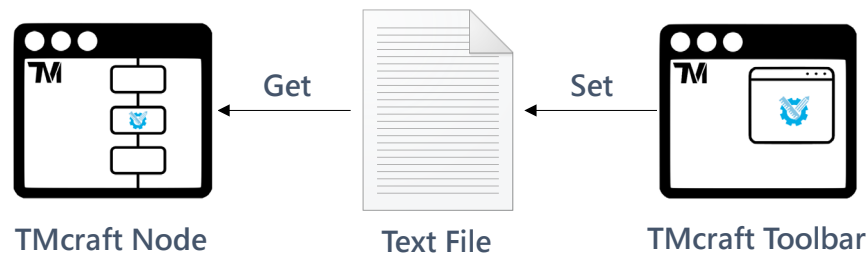 TM
TM
Get
Set
TMcraft Node
Text File
TMcraft Toolbar